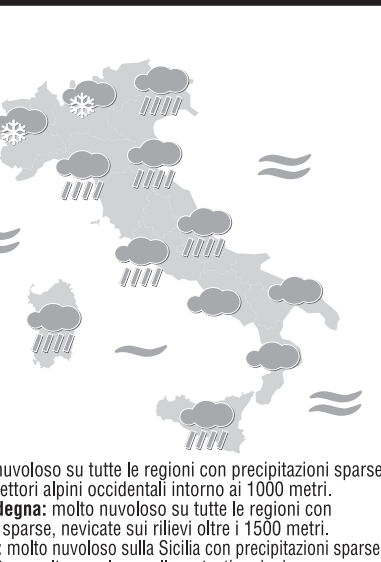 nuvoloso su tutte le regioni con precipitazioni sparse
ettori alpini occidentali intorno ai 1000 metri.
degna: molto nuvoloso su tutte le regioni con
sparse, nevicate sui rilievi oltre i 1500 metri.
: molto nuvoloso sulla Sicilia con precipitazioni sparse